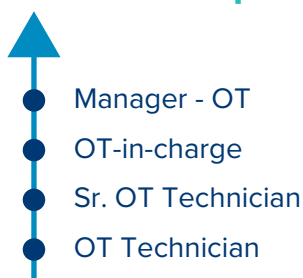 Manager - OT
OT-in-charge
Sr. OT Technician
OT Technician